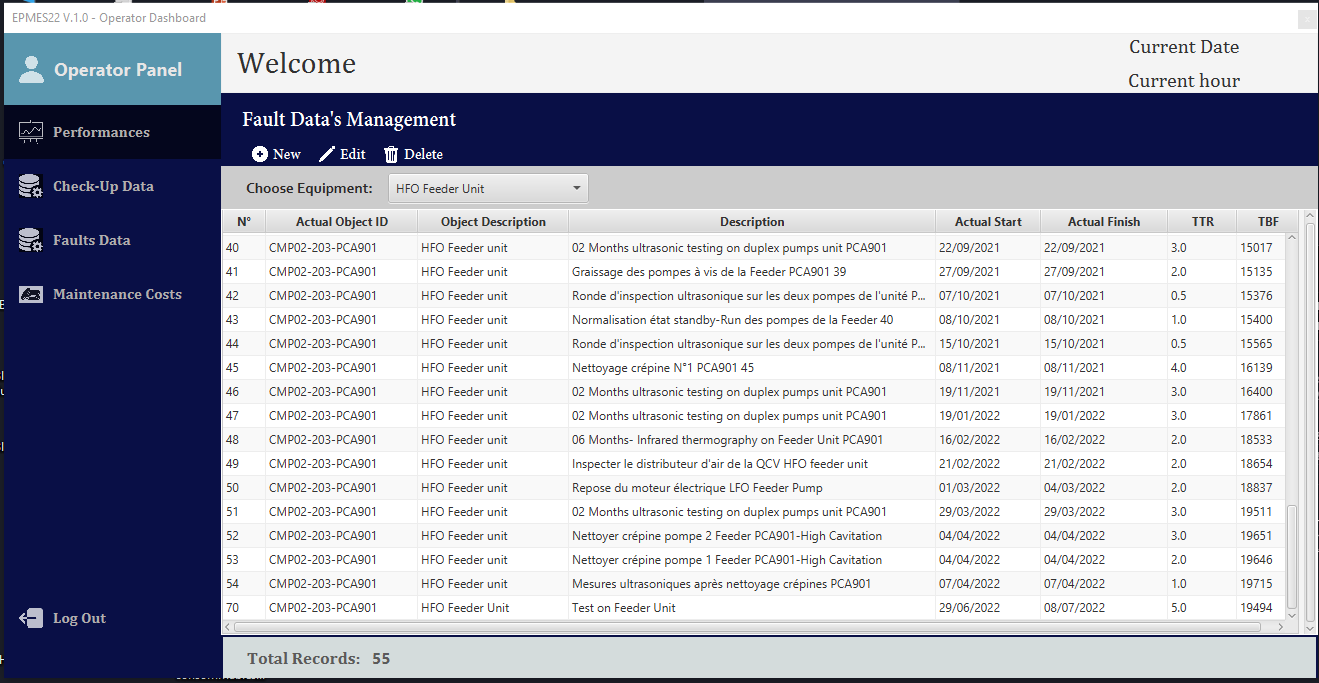 EPMES22 V.1.0 - Operator Dashboard
Operator Panel
Performances
Check-Up Data
Faults Data
Maintenance Costs
Log Out
Welcome
Current Date
Current hour
Fault Data's Management
New Edit Delete
Choose Equipment: HFO Feeder Unit
N° Actual Object ID Object Description Description Actual Start Actual Finish TTR TBF
40 CMP02-203-PCA901 HFO Feeder unit 02 Months ultrasonic testing on duplex pumps unit PCA901 22/09/2021 22/09/2021 3.0 15017
41 CMP02-203-PCA901 HFO Feeder unit Graissage des pompes à vis de la Feeder PCA901 39 27/09/2021 27/09/2021 2.0 15135
42 CMP02-203-PCA901 HFO Feeder unit Ronde d'inspection ultrasonique sur les deux pompes de l'unité P... 07/10/2021 07/10/2021 0.5 15376
43 CMP02-203-PCA901 HFO Feeder unit Normalisation état standby-Run des pompes de la Feeder 40 08/10/2021 08/10/2021 1.0 15400
44 CMP02-203-PCA901 HFO Feeder unit Ronde d'inspection ultrasonique sur les deux pompes de l'unité P... 15/10/2021 15/10/2021 0.5 15565
45 CMP02-203-PCA901 HFO Feeder unit Nettoyage crépine N°1 PCA901 45 08/11/2021 08/11/2021 4.0 16139
46 CMP02-203-PCA901 HFO Feeder unit 02 Months ultrasonic testing on duplex pumps unit PCA901 19/11/2021 19/11/2021 3.0 16400
47 CMP02-203-PCA901 HFO Feeder unit 02 Months ultrasonic testing on duplex pumps unit PCA901 19/01/2022 19/01/2022 3.0 17861
48 CMP02-203-PCA901 HFO Feeder unit 06 Months- Infrared thermography on Feeder Unit PCA901 16/02/2022 16/02/2022 2.0 18533
49 CMP02-203-PCA901 HFO Feeder unit Inspecter le distributeur d'air de la QCV HFO feeder unit 21/02/2022 21/02/2022 2.0 18654
50 CMP02-203-PCA901 HFO Feeder unit Repose du moteur électrique LFO Feeder Pump 01/03/2022 04/03/2022 2.0 18837
51 CMP02-203-PCA901 HFO Feeder unit 02 Months ultrasonic testing on duplex pumps unit PCA901 29/03/2022 29/03/2022 3.0 19511
52 CMP02-203-PCA901 HFO Feeder unit Nettoyer crépine pompe 2 Feeder PCA901-High Cavitation 04/04/2022 04/04/2022 3.0 19651
53 CMP02-203-PCA901 HFO Feeder unit Nettoyer crépine pompe 1 Feeder PCA901-High Cavitation 04/04/2022 04/04/2022 2.0 19646
54 CMP02-203-PCA901 HFO Feeder unit Mesures ultrasoniques après nettoyage crépines PCA901 07/04/2022 07/04/2022 1.0 19715
70 CMP02-203-PCA901 HFO Feeder Unit Test on Feeder Unit 29/06/2022 08/07/2022 5.0 19494
Total Records: 55